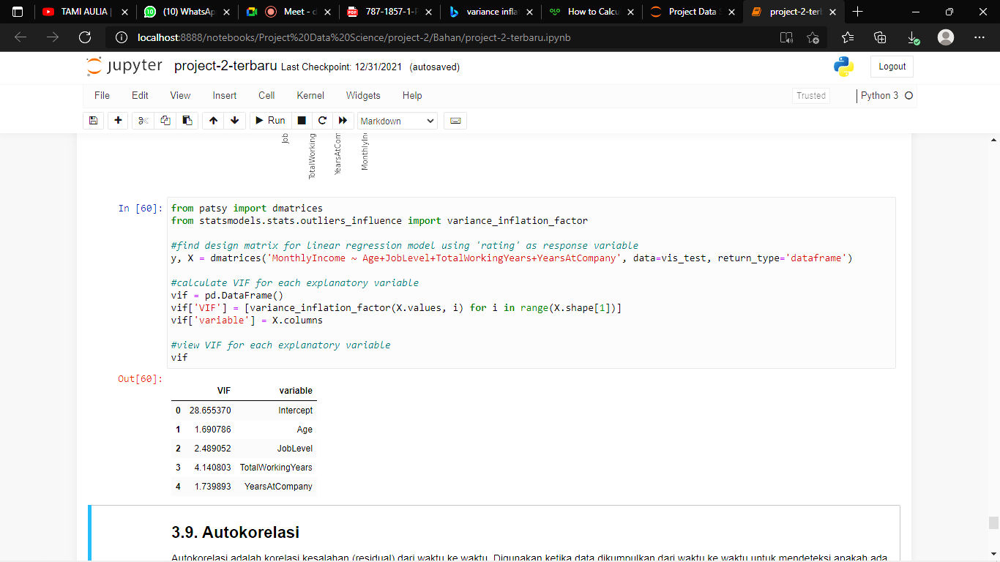 TAMI AULIA |
(10) WhatsAp
Meet - d
787-1857-1-P
variance infla
How to Calcu
Project Data S
project-2-terb
localhost:8888/notebooks/Project%20Data%20Science/project-2/Bahan/project-2-terbaru.ipynb
jupyter project-2-terbaru Last Checkpoint: 12/31/2021 (autosaved)
Logout
File Edit View Insert Cell Kernel Widgets Help
Trusted
Python 3
Run
Markdown
Job
TotalWorking
YearsAtCom
MonthlyIn
In [60]:
from patsy import dmatrices
from statsmodels.stats.outliers_influence import variance_inflation_factor
#find design matrix for linear regression model using 'rating' as response variable
y, X = dmatrices('MonthlyIncome ~ Age+JobLevel+TotalWorkingYears+YearsAtCompany', data=vis_test, return_type='dataframe')
#calculate VIF for each explanatory variable
vif = pd.DataFrame()
vif['VIF'] = [variance_inflation_factor(X.values, i) for i in range(X.shape[1])]
vif['variable'] = X.columns
#view VIF for each explanatory variable
vif
Out[60]:
VIF variable
0 28.655370 Intercept
1 1.690786 Age
2 2.489052 JobLevel
3 4.140803 TotalWorkingYears
4 1.739893 YearsAtCompany
3.9. Autokorelasi
Autokorelasi adalah korelasi kesalahan (residual) dari waktu ke waktu. Digunakan ketika data dikumpulkan dari waktu ke waktu untuk mendeteksi apakah ada